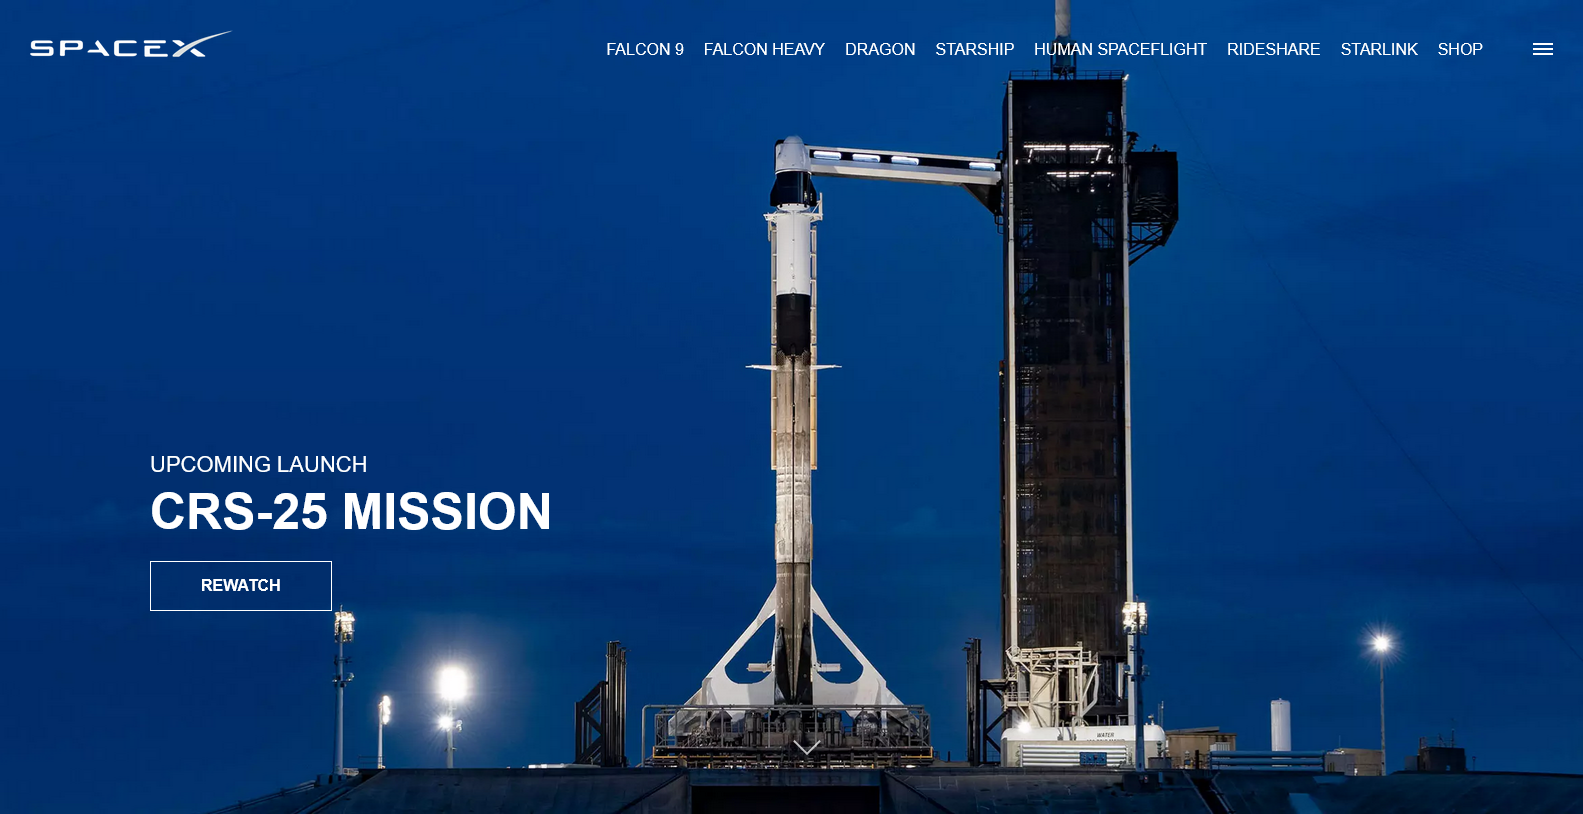 SPACEX
FALCON 9 FALCON HEAVY DRAGON STARSHIP HUMAN SPACEFLIGHT RIDESHARE STARLINK SHOP
UPCOMING LAUNCH
CRS-25 MISSION
REWATCH
WATER